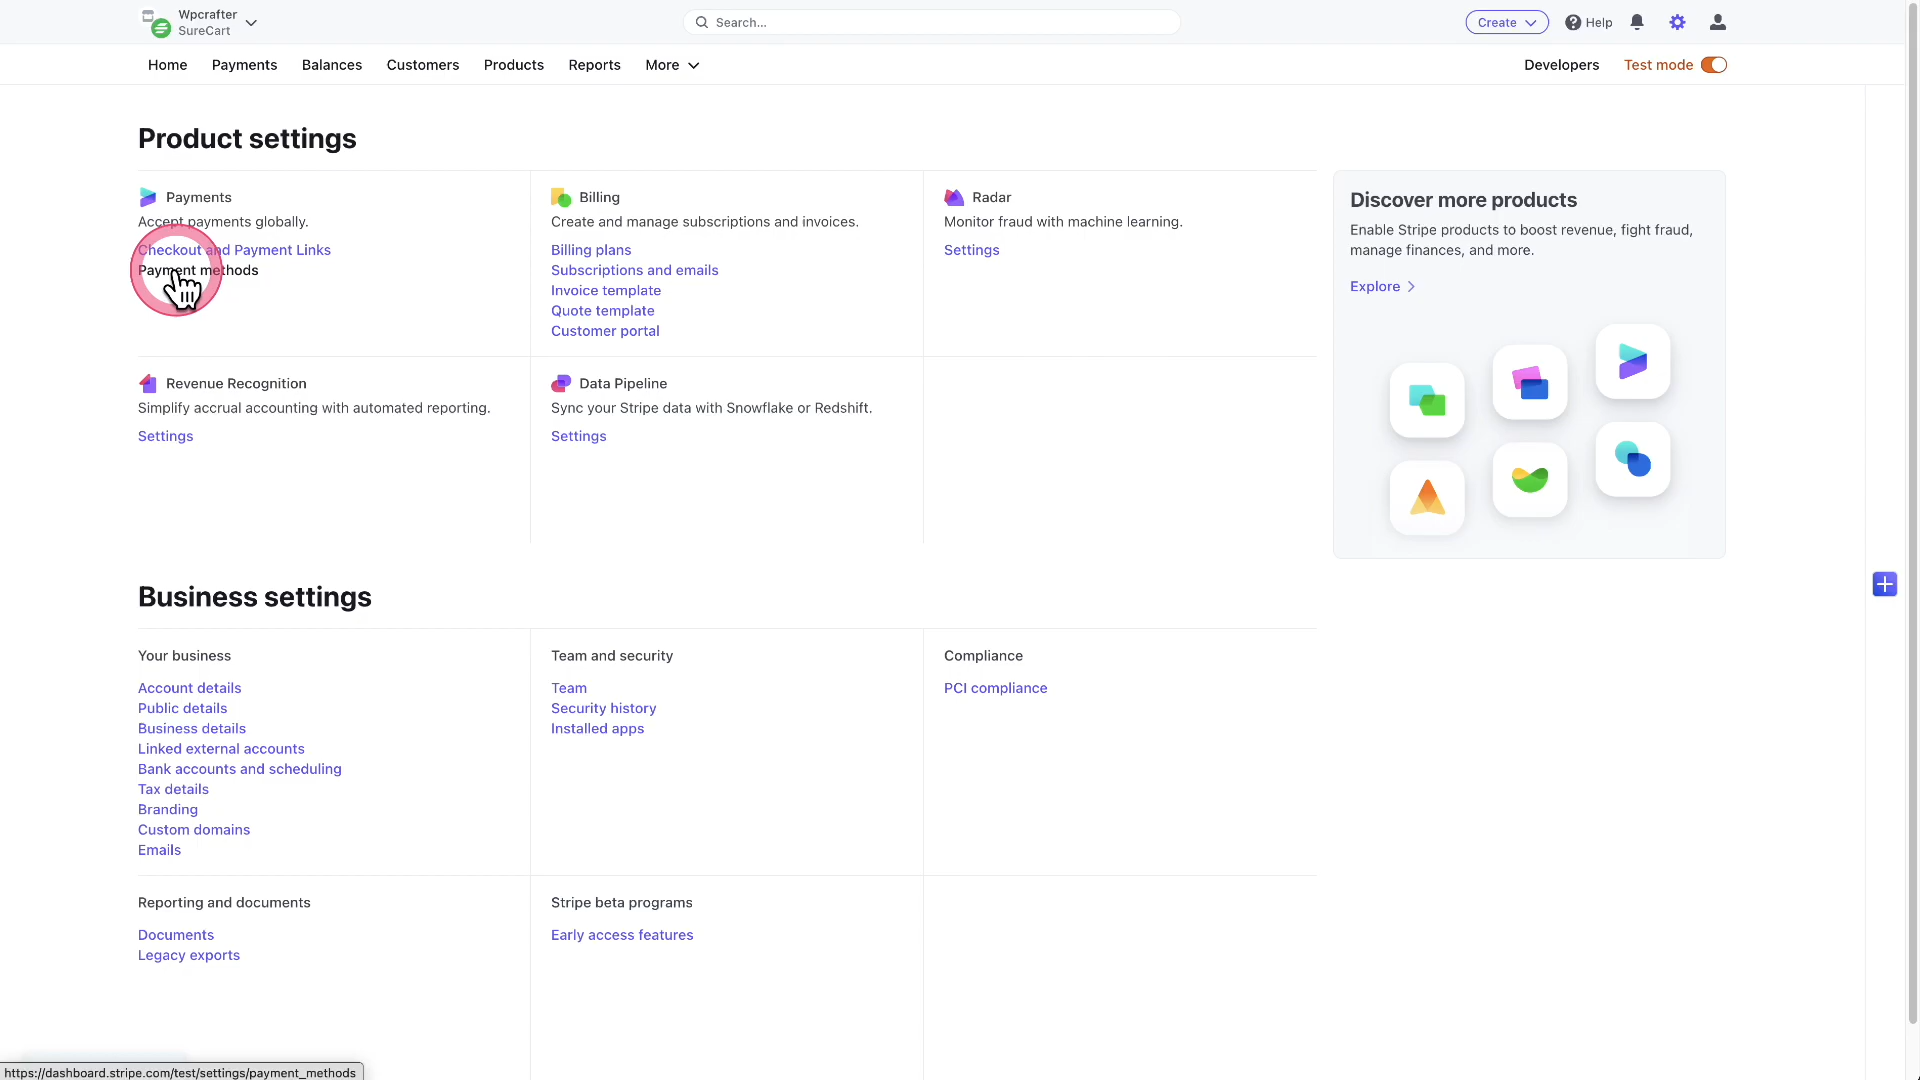 Wpcrafter
SureCart
Search...
Create
Help
Home
Payments
Balances
Customers
Products
Reports
More
Developers
Test mode
Product settings
Payments
Accept payments globally.
Checkout and Payment Links
Payment methods
Billing
Create and manage subscriptions and invoices.
Billing plans
Subscriptions and emails
Invoice template
Quote template
Customer portal
Radar
Monitor fraud with machine learning.
Settings
Discover more products
Enable Stripe products to boost revenue, fight fraud,
manage finances, and more.
Explore
Revenue Recognition
Simplify accrual accounting with automated reporting.
Settings
Data Pipeline
Sync your Stripe data with Snowflake or Redshift.
Settings
Business settings
Your business
Account details
Public details
Business details
Linked external accounts
Bank accounts and scheduling
Tax details
Branding
Custom domains
Emails
Team and security
Team
Security history
Installed apps
Compliance
PCI compliance
Reporting and documents
Documents
Legacy exports
Stripe beta programs
Early access features
https://dashboard.stripe.com/test/settings/payment_methods